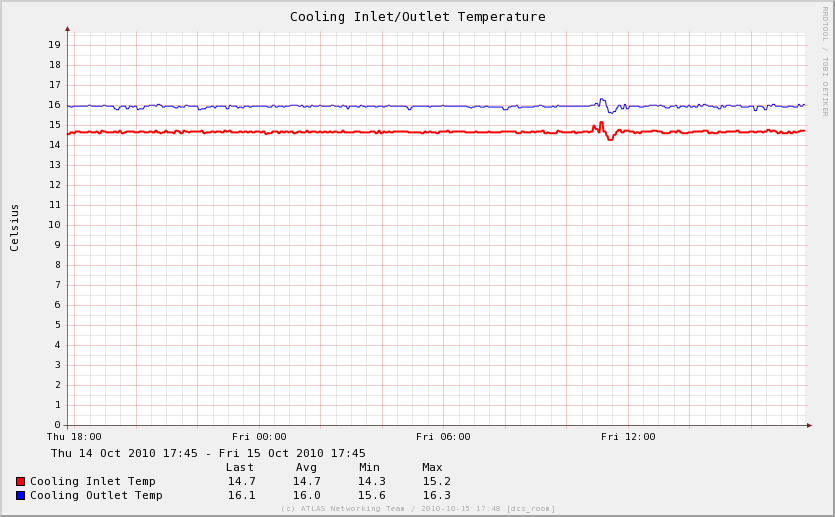 Cooling Inlet/Outlet Temperature
RRDTOOL / TOBI OETIKER
Celsius
19
18
17
16
15
14
13
12
11
10
9
8
7
6
5
4
3
2
1
0
Thu 18:00 Fri 00:00 Fri 06:00 Fri 12:00
Thu 14 Oct 2010 17:45 - Fri 15 Oct 2010 17:45
Last Avg Min Max
Cooling Inlet Temp 14.7 14.7 14.3 15.2
Cooling Outlet Temp 16.1 16.0 15.6 16.3
(c) ATLAS Networking Team / 2010-10-15 17:48 [dcs_room]